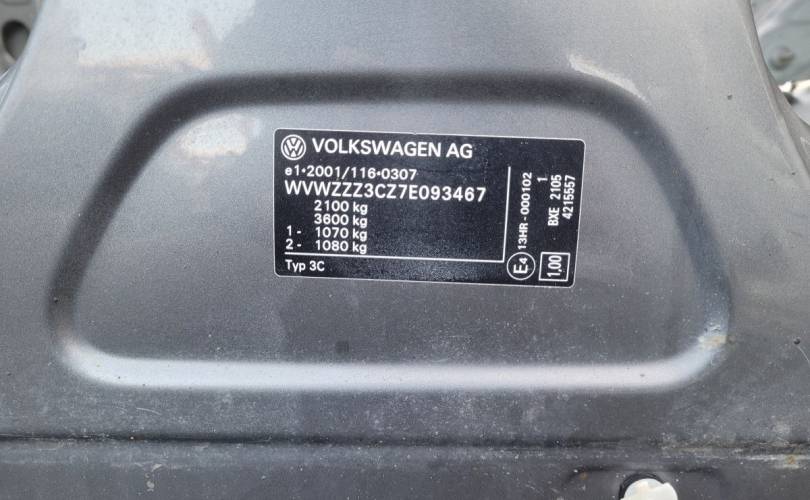 VOLKSWAGEN AG
e1*2001/116*0307
WVWZZZ3CZ7E093467
2100 kg
3600 kg
1 - 1070 kg
2 - 1080 kg
Typ 3C
E4 13HR-000102
1
BXE 2105
4215557
1,00